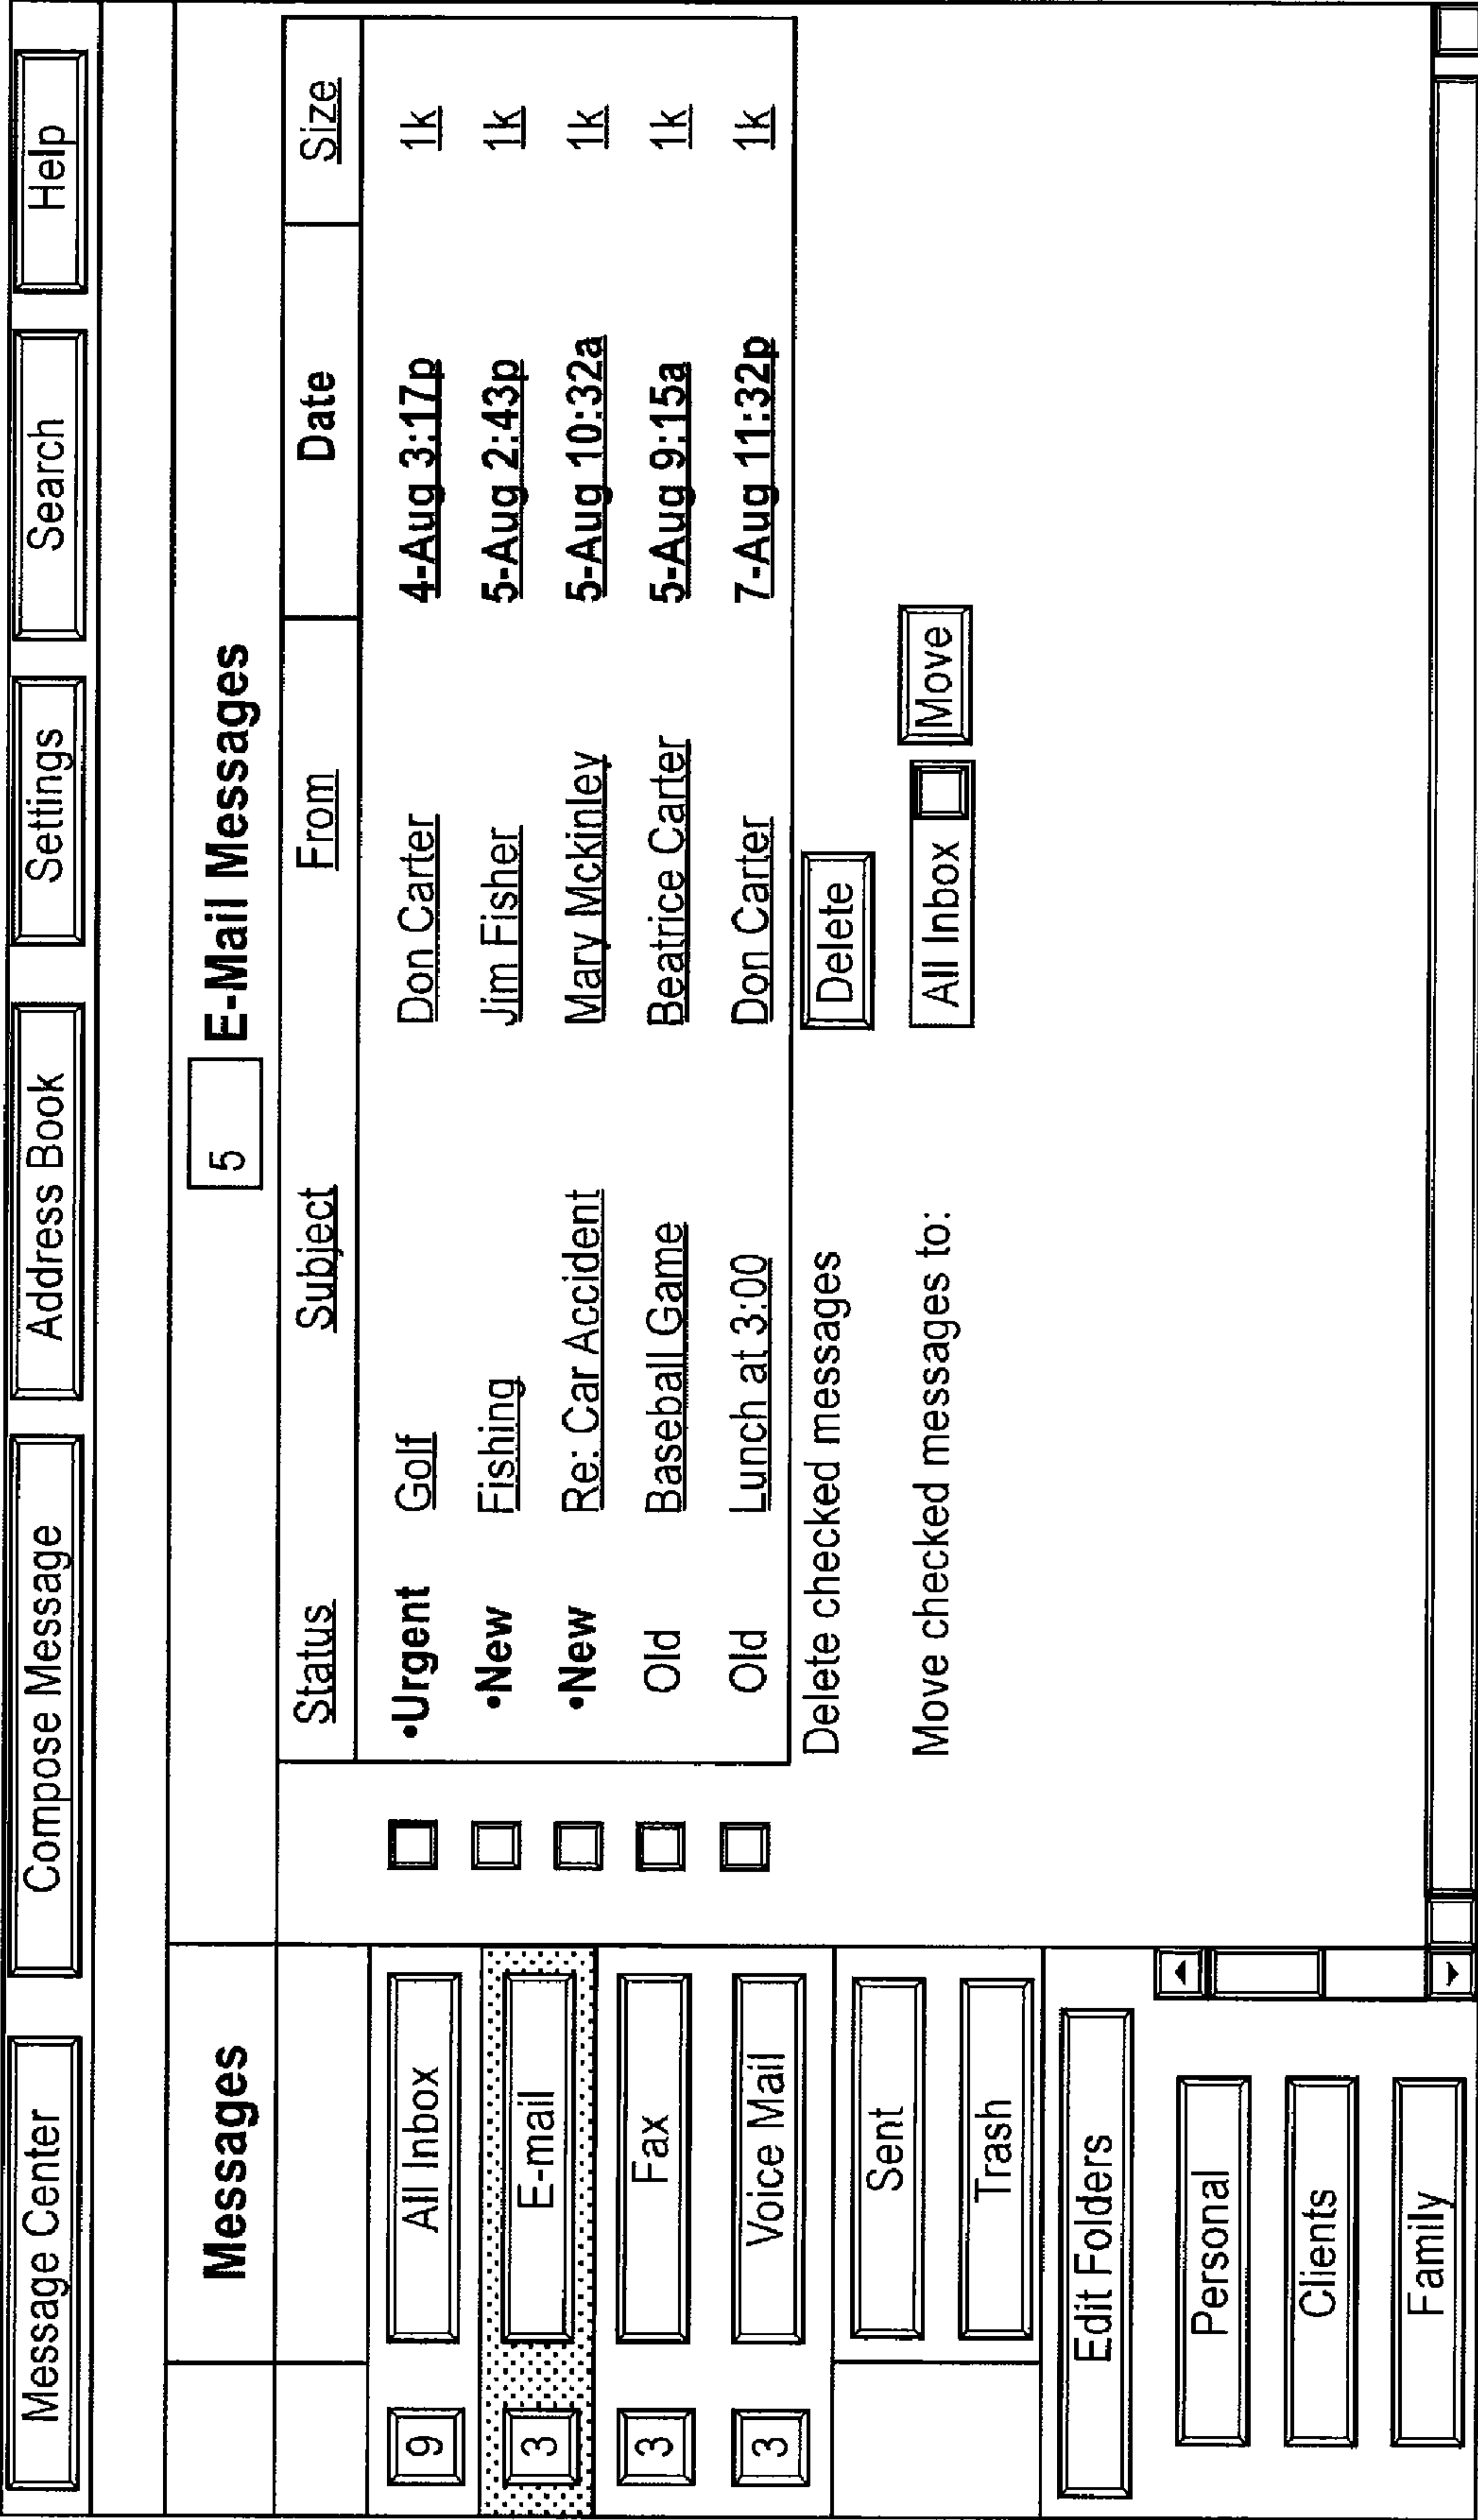 Message Center Compose Message Address Book Settings Search Help
Messages 5 E-Mail Messages
Status Subject From Date Size
9 All Inbox
3 E-mail
3 Fax
3 Voice Mail
Sent
Trash
Edit Folders
Personal
Clients
Family
•Urgent Golf Don Carter 4-Aug 3:17p 1k
•New Fishing Jim Fisher 5-Aug 2:43p 1k
•New Re: Car Accident Mary Mckinley 5-Aug 10:32a 1k
Old Baseball Game Beatrice Carter 5-Aug 9:15a 1k
Old Lunch at 3:00 Don Carter 7-Aug 11:32p 1k
Delete checked messages Delete
Move checked messages to: All Inbox Move